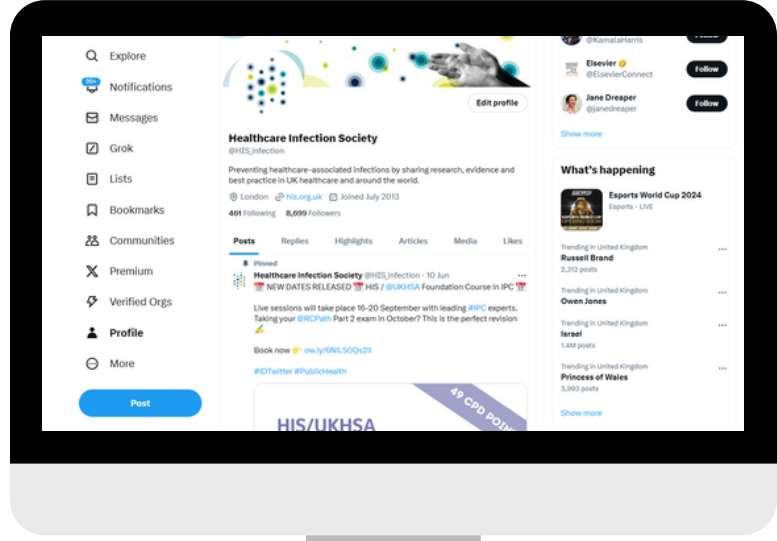 Explore
20+
Notifications
Messages
Grok
Lists
Bookmarks
Communities
Premium
Verified Orgs
Profile
More
Post
Edit profile
Healthcare Infection Society
@HIS_infection
Preventing healthcare-associated infections by sharing research, evidence and
best practice in UK healthcare and around the world.
London his.org.uk Joined July 2013
461 Following 8,699 Followers
Posts Replies Highlights Articles Media Likes
Pinned
Healthcare Infection Society @HIS_infection · 10 Jun
📅 NEW DATES RELEASED 📅 HIS / @UKHSA Foundation Course in IPC 📅
Live sessions will take place 16-20 September with leading #IPC experts.
Taking your @RCPath Part 2 exam in October? This is the perfect revision
✍️
Book now 👉
#IDTwitter #PublicHealth
49 CPD POINTS
HIS/UKHSA
@KamalaHarris
Elsevier
@ElsevierConnect
Follow
Jane Dreaper
@janedreaper
Follow
Show more
What's happening
Esports World Cup 2024
Esports · LIVE
Trending in United Kingdom
Russell Brand
2,312 posts
Trending in United Kingdom
Owen Jones
Trending in United Kingdom
Israel
1.4M posts
Trending in United Kingdom
Princess of Wales
3,993 posts
Show more